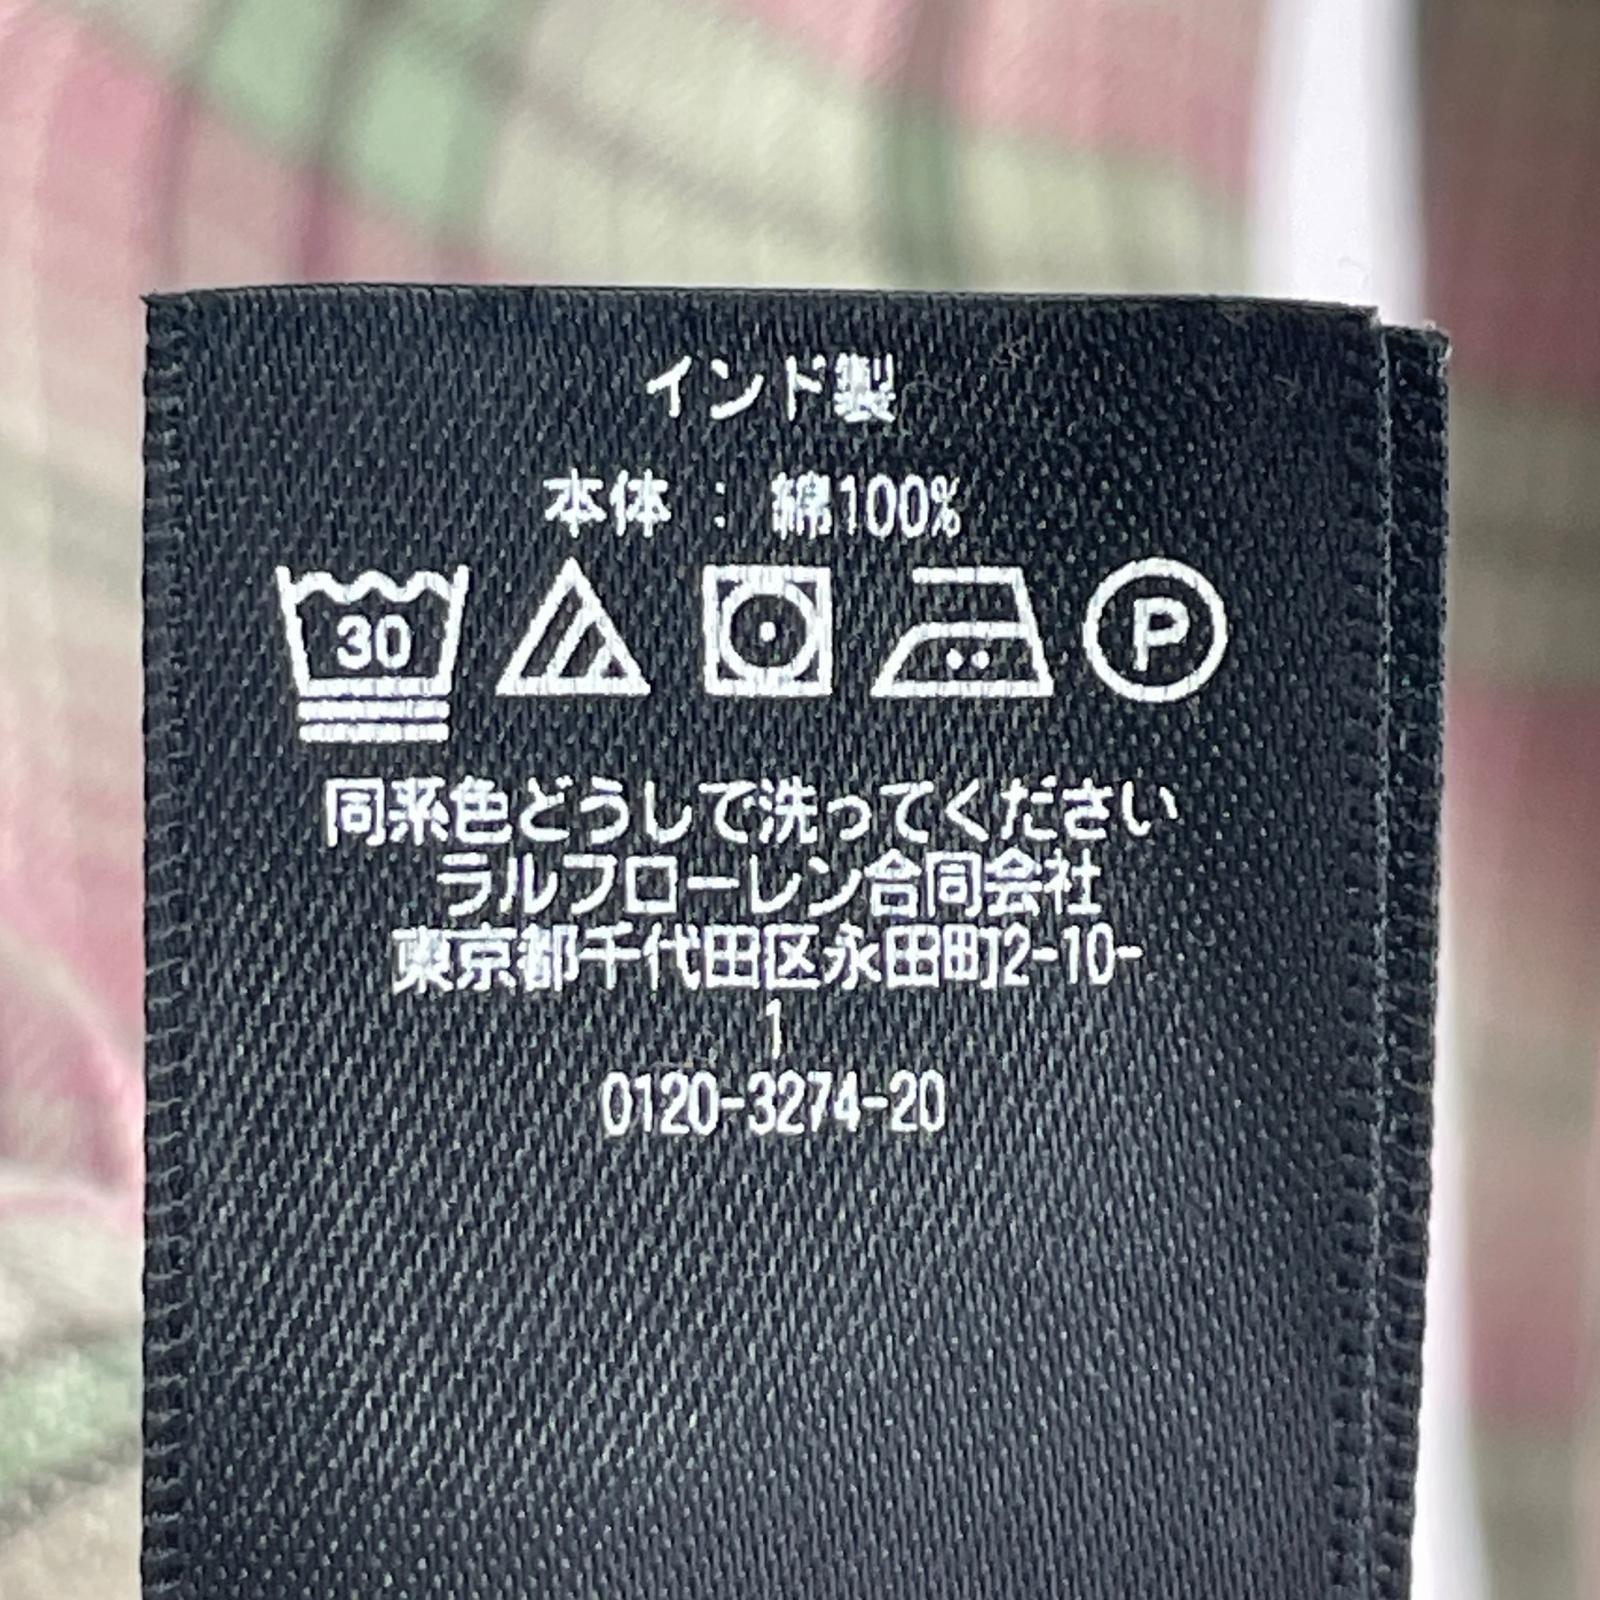 インド製
本体 : 綿100%
30 P
同系色どうしで洗ってください
ラルフローレン合同会社
東京都千代田区永田町2-10-
1
0120-3274-20